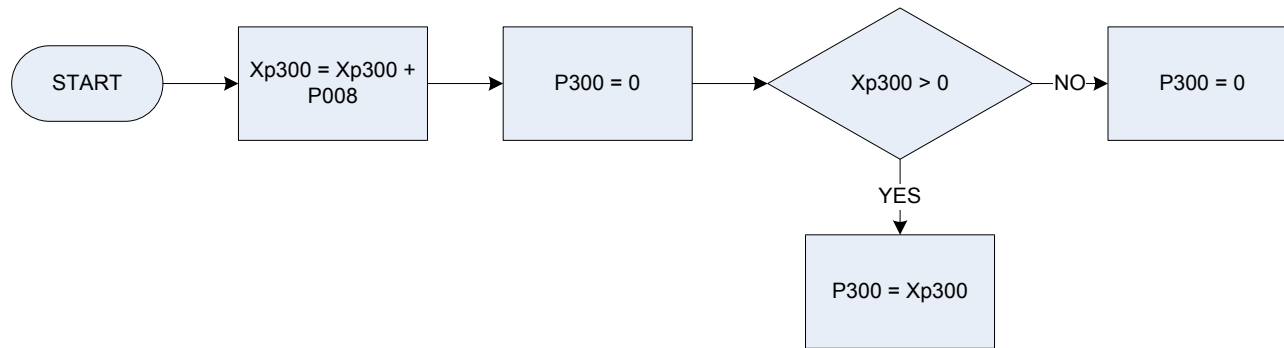 START
Xp300 = Xp300 +
P008
P300 = 0
Xp300 > 0
NO
P300 = 0
YES
P300 = Xp300